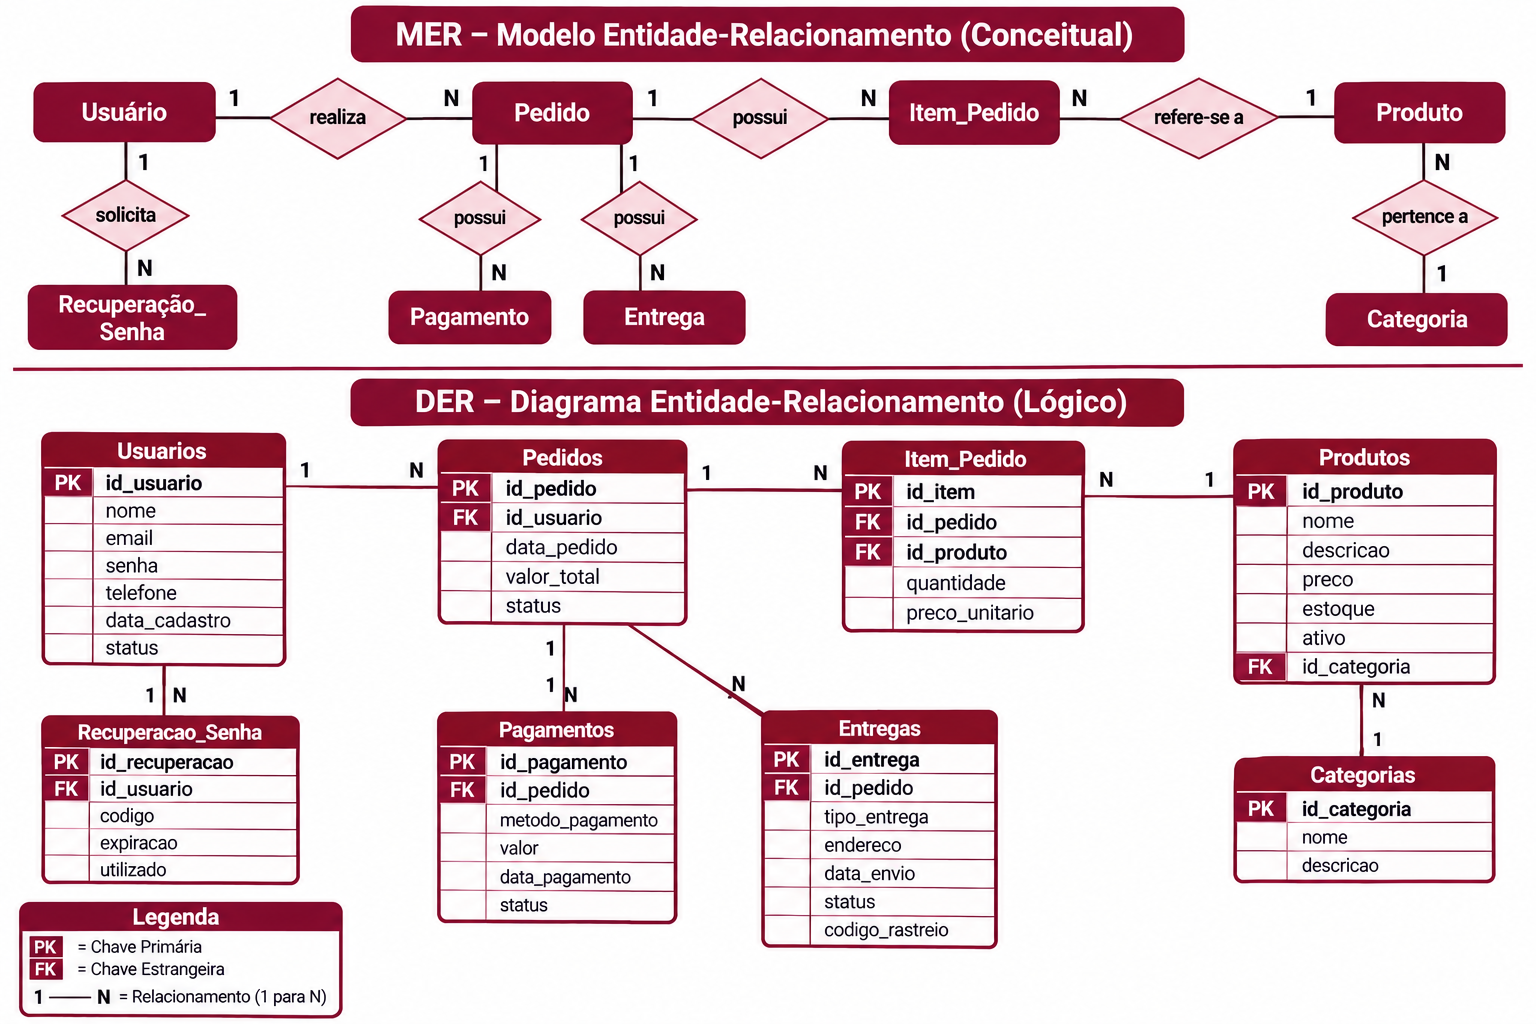 MER – Modelo Entidade-Relacionamento (Conceitual)
Usuário 1 realiza N Pedido 1 possui N Item_Pedido N refere-se a 1 Produto
1 1 1 N
solicita possui possui pertence a
N N N 1
Recuperação_
Senha
Pagamento Entrega Categoria
DER – Diagrama Entidade-Relacionamento (Lógico)
Usuarios
PK id_usuario
nome
email
senha
telefone
data_cadastro
status
1 N
Pedidos
PK id_pedido
FK id_usuario
data_pedido
valor_total
status
1 N
Item_Pedido
PK id_item
FK id_pedido
FK id_produto
quantidade
preco_unitario
N 1
Produtos
PK id_produto
nome
descricao
preco
estoque
ativo
FK id_categoria
1 N
1
1 N
N
N
1
Recuperacao_Senha
PK id_recuperacao
FK id_usuario
codigo
expiracao
utilizado
Pagamentos
PK id_pagamento
FK id_pedido
metodo_pagamento
valor
data_pagamento
status
Entregas
PK id_entrega
FK id_pedido
tipo_entrega
endereco
data_envio
status
codigo_rastreio
Categorias
PK id_categoria
nome
descricao
Legenda
PK = Chave Primária
FK = Chave Estrangeira
1 N = Relacionamento (1 para N)